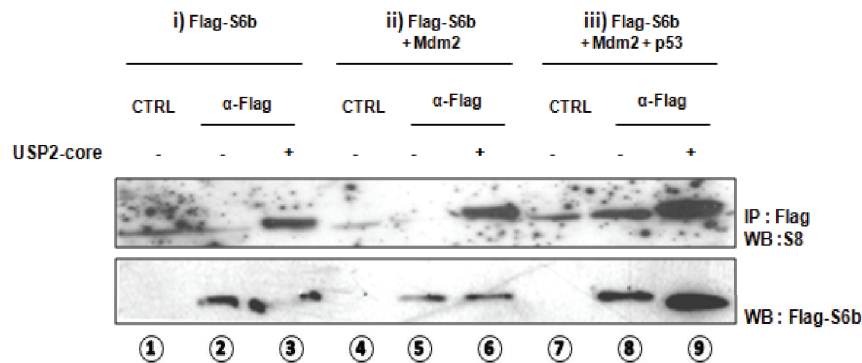 i) Flag-S6b ii) Flag-S6b iii) Flag-S6b
+Mdm2 +Mdm2+p53
CTRL α-Flag CTRL α-Flag CTRL α-Flag
USP2-core - - + - - + - - +
IP : Flag
WB :S8
WB : Flag-S6b
① ② ③ ④ ⑤ ⑥ ⑦ ⑧ ⑨